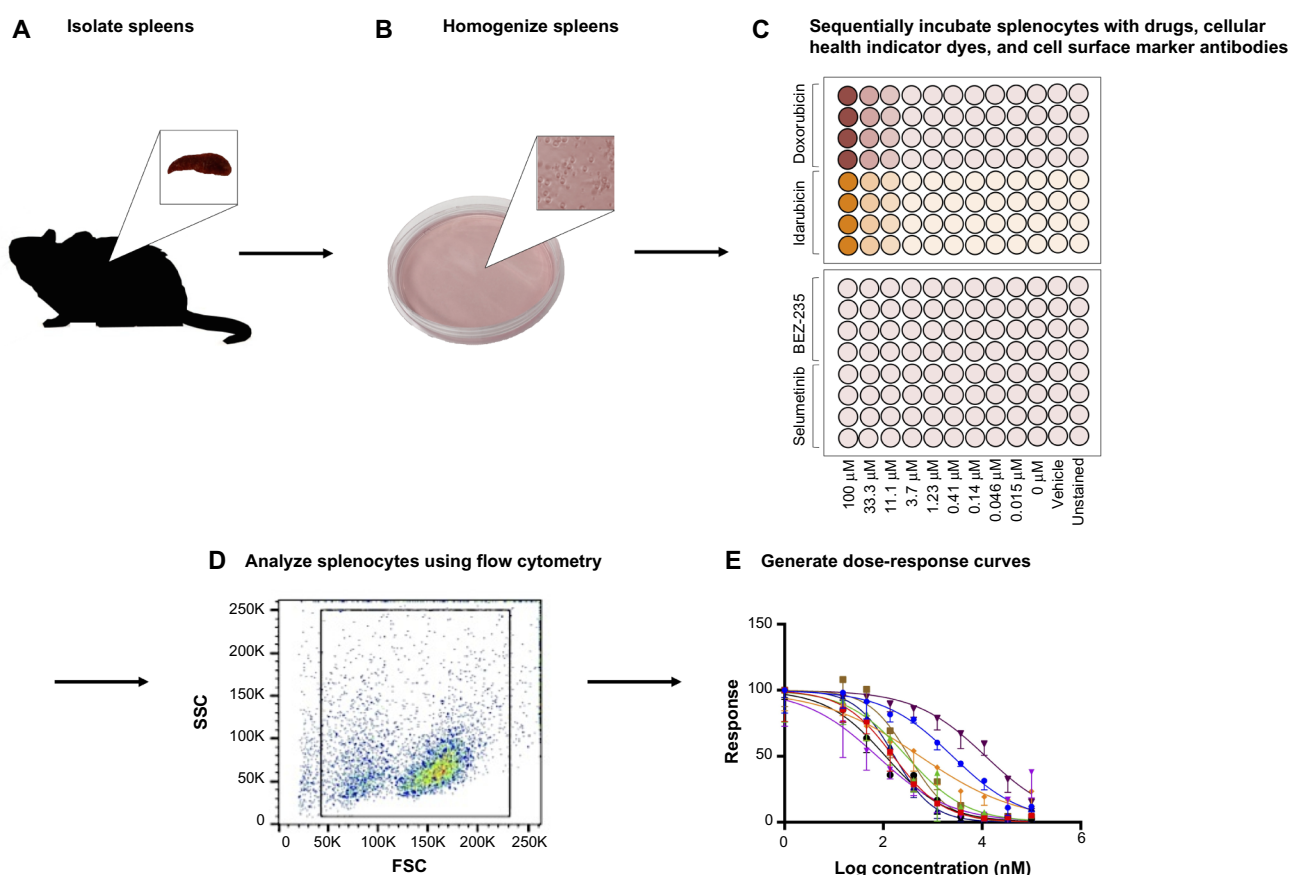 A Isolate spleens
B Homogenize spleens
C Sequentially incubate splenocytes with drugs, cellular
health indicator dyes, and cell surface marker antibodies
Doxorubicin
Idarubicin
BEZ-235
Selumetinib
100 µM
33.3 µM
11.1 µM
3.7 µM
1.23 µM
0.41 µM
0.14 µM
0.046 µM
0.015 µM
0 µM
Vehicle
Unstained
D Analyze splenocytes using flow cytometry
250K
200K
150K
100K
50K
0
SSC
0 50K 100K 150K 200K 250K
FSC
E Generate dose-response curves
150
100
50
0
Response
0 2 4 6
Log concentration (nM)